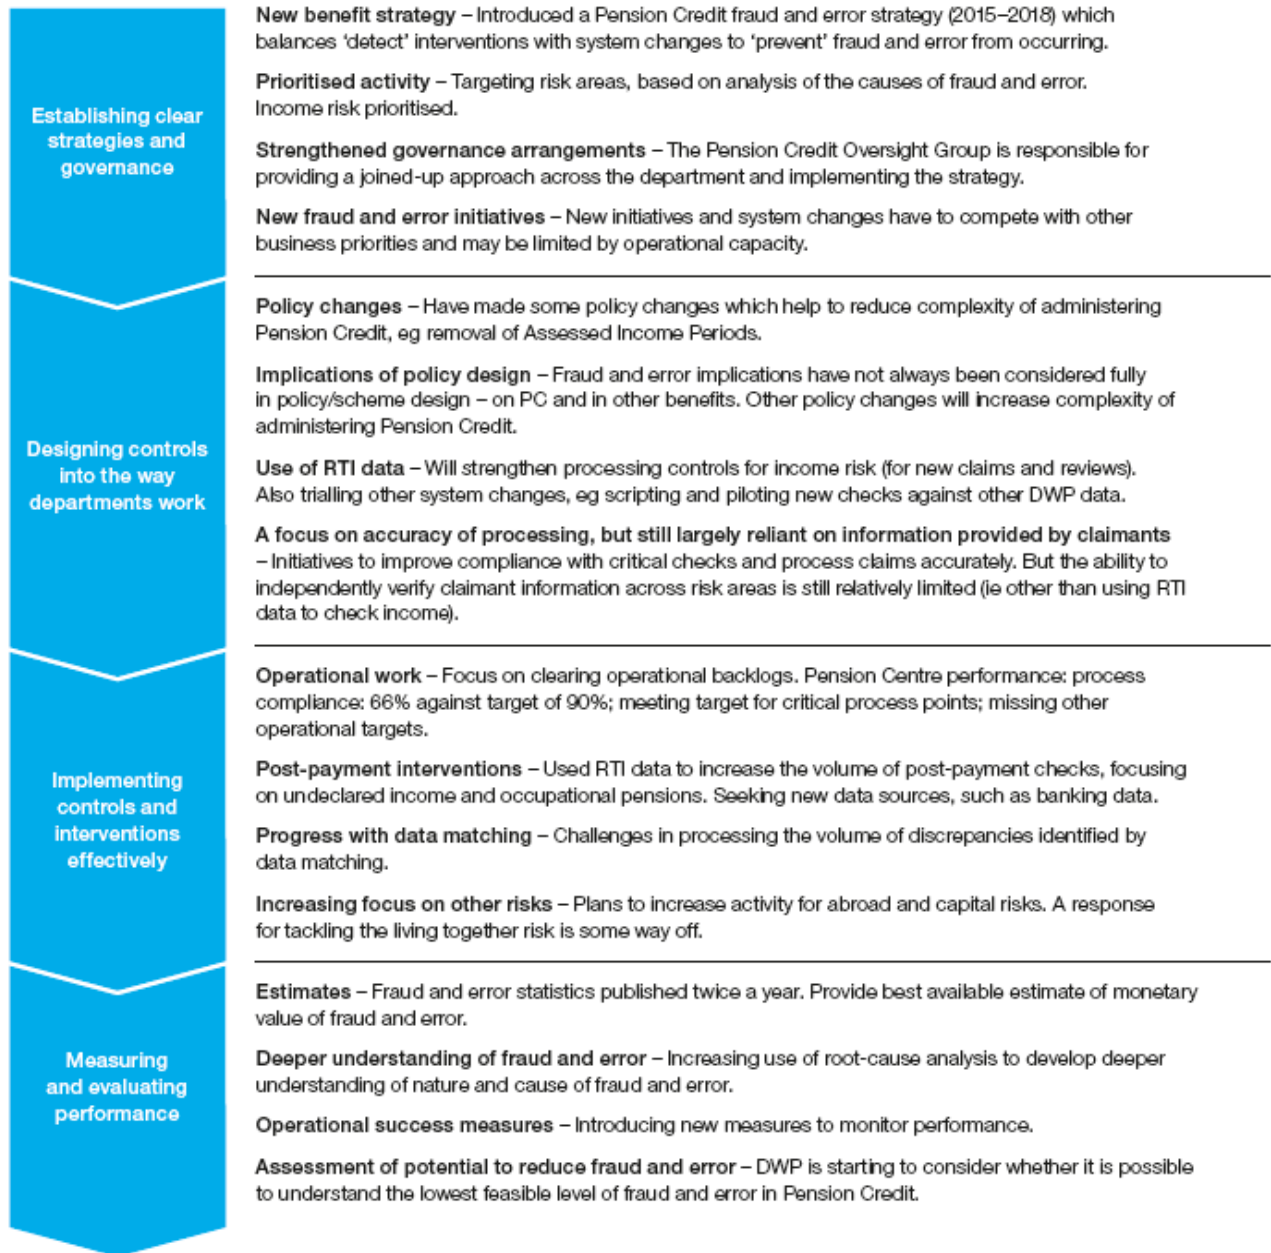 New benefit strategy – Introduced a Pension Credit fraud and error strategy (2015–2018) which
balances ‘detect’ interventions with system changes to ‘prevent’ fraud and error from occurring.
Prioritised activity – Targeting risk areas, based on analysis of the causes of fraud and error.
Income risk prioritised.
Establishing clear
strategies and
governance
Strengthened governance arrangements – The Pension Credit Oversight Group is responsible for
providing a joined-up approach across the department and implementing the strategy.
New fraud and error initiatives – New initiatives and system changes have to compete with other
business priorities and may be limited by operational capacity.
Policy changes – Have made some policy changes which help to reduce complexity of administering
Pension Credit, eg removal of Assessed Income Periods.
Implications of policy design – Fraud and error implications have not always been considered fully
in policy/scheme design – on PC and in other benefits. Other policy changes will increase complexity of
administering Pension Credit.
Designing controls
into the way
departments work
Use of RTI data – Will strengthen processing controls for income risk (for new claims and reviews).
Also trialling other system changes, eg scripting and piloting new checks against other DWP data.
A focus on accuracy of processing, but still largely reliant on information provided by claimants
– Initiatives to improve compliance with critical checks and process claims accurately. But the ability to
independently verify claimant information across risk areas is still relatively limited (ie other than using RTI
data to check income).
Operational work – Focus on clearing operational backlogs. Pension Centre performance: process
compliance: 66% against target of 90%; meeting target for critical process points; missing other
operational targets.
Implementing
controls and
interventions
effectively
Post-payment interventions – Used RTI data to increase the volume of post-payment checks, focusing
on undeclared income and occupational pensions. Seeking new data sources, such as banking data.
Progress with data matching – Challenges in processing the volume of discrepancies identified by
data matching.
Increasing focus on other risks – Plans to increase activity for abroad and capital risks. A response
for tackling the living together risk is some way off.
Estimates – Fraud and error statistics published twice a year. Provide best available estimate of monetary
value of fraud and error.
Measuring
and evaluating
performance
Deeper understanding of fraud and error – Increasing use of root-cause analysis to develop deeper
understanding of nature and cause of fraud and error.
Operational success measures – Introducing new measures to monitor performance.
Assessment of potential to reduce fraud and error – DWP is starting to consider whether it is possible
to understand the lowest feasible level of fraud and error in Pension Credit.